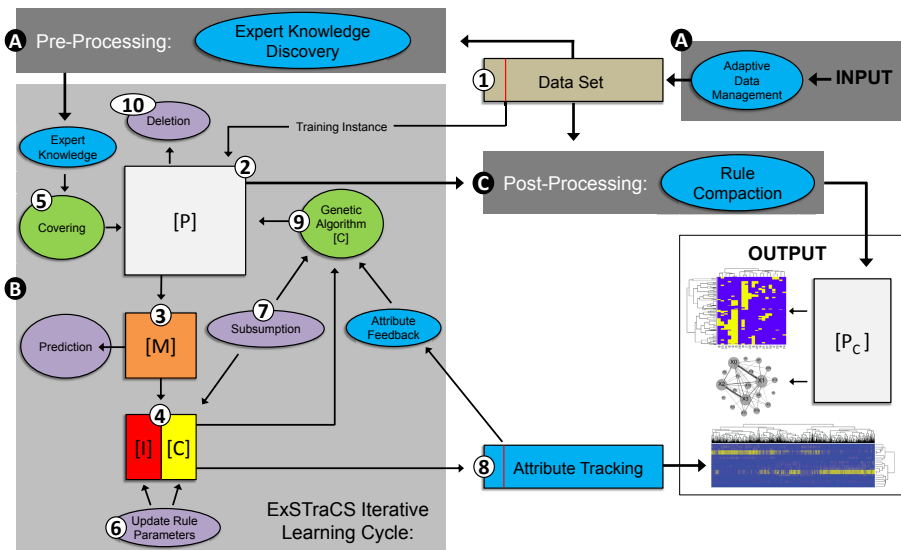 A
Pre-Processing:
Expert Knowledge
Discovery
1
Data Set
A
Adaptive
Data
Management
INPUT
10
Deletion
Training Instance
Expert
Knowledge
2
[P]
C
Post-Processing:
Rule
Compaction
5
Covering
9
Genetic
Algorithm
[C]
OUTPUT
B
3
[M]
Prediction
7
Subsumption
Attribute
Feedback
[PC]
X0
X1
X2
X3
4
[I]
[C]
8
Attribute Tracking
6
Update Rule
Parameters
ExSTraCS Iterative
Learning Cycle: